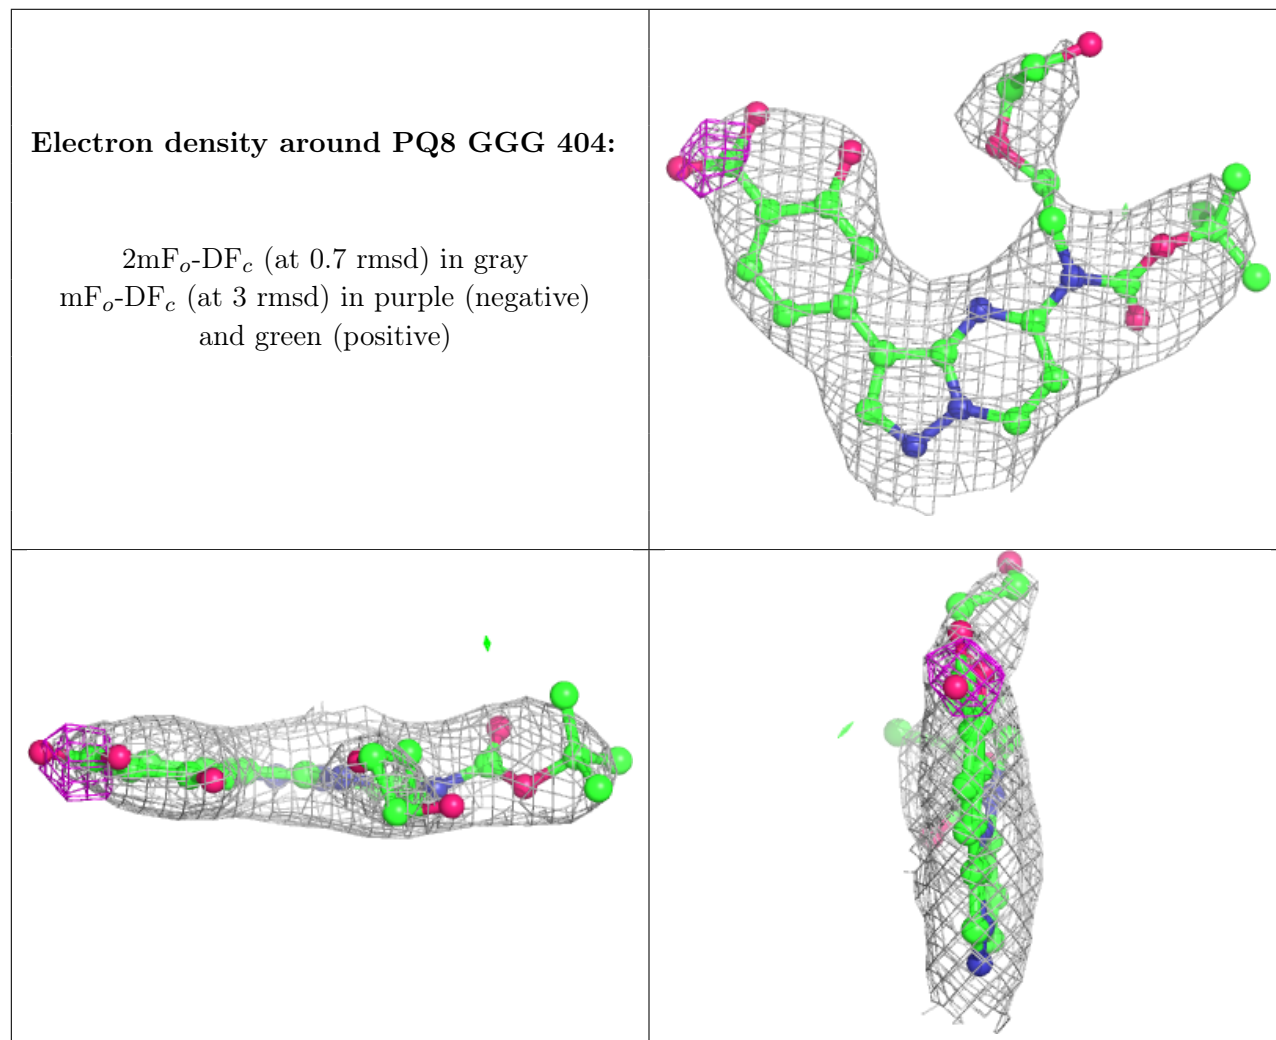 Electron density around PQ8 GGG 404:
2mFo-DFc (at 0.7 rmsd) in gray
mFo-DFc (at 3 rmsd) in purple (negative)
and green (positive)